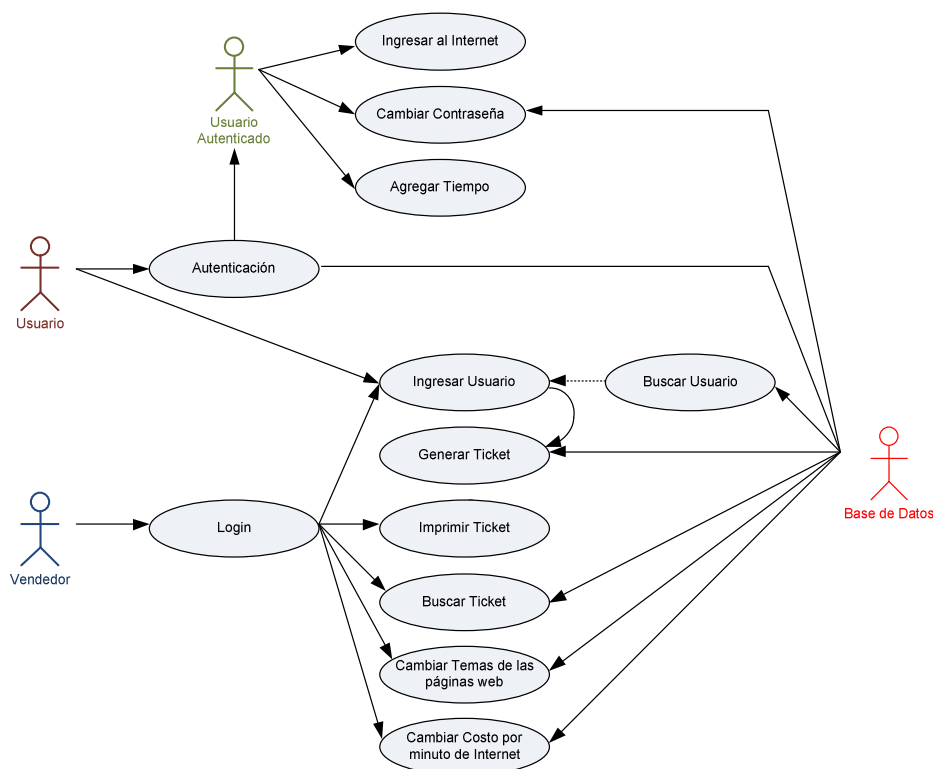 Ingresar al Internet
Cambiar Contraseña
Usuario
Autenticado
Agregar Tiempo
Autenticación
Usuario
Ingresar Usuario
Buscar Usuario
Generar Ticket
Base de Datos
Login
Imprimir Ticket
Vendedor
Buscar Ticket
Cambiar Temas de las
páginas web
Cambiar Costo por
minuto de Internet